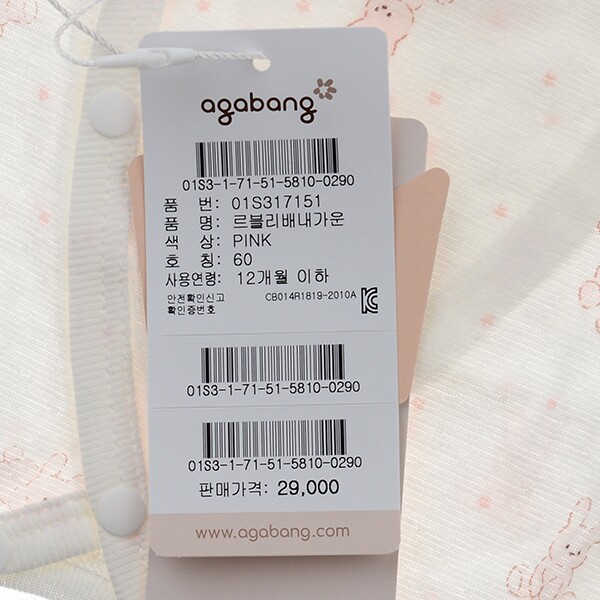 agabang
01S3-1-71-51-5810-0290
품 번: 01S317151
품 명: 르블리배내가운
색 상: PINK
호 칭: 60
사용연령: 12개월 이하
안전확인신고 CB014R1819-2010A
확인증번호
01S3-1-71-51-5810-0290
01S3-1-71-51-5810-0290
판매가격: 29,000
www.agabang.com